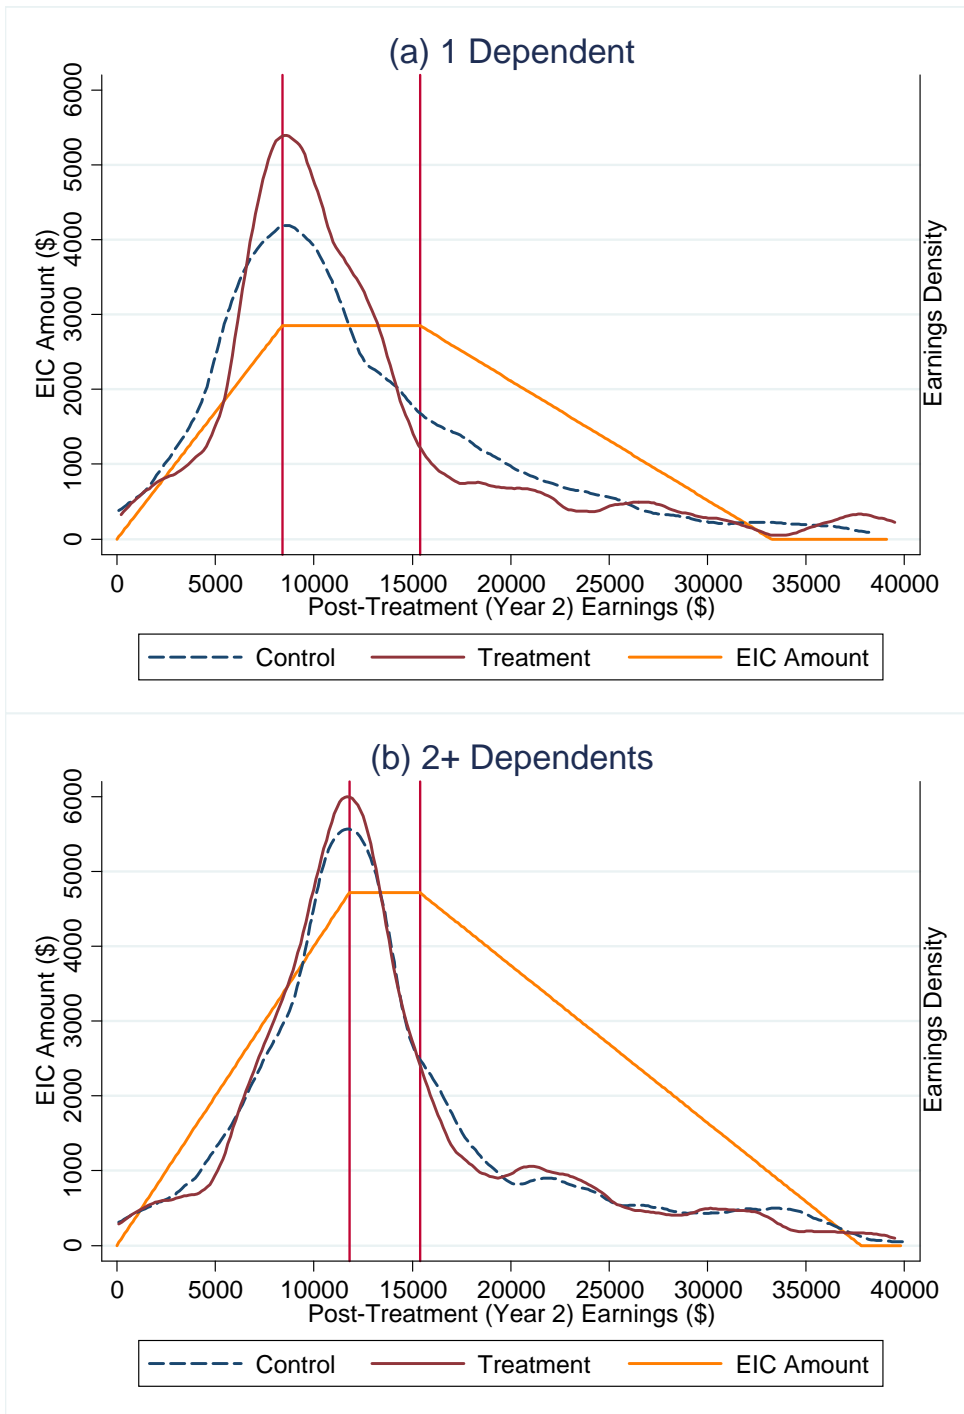 (a) 1 Dependent
EIC Amount ($)
6000
5000
4000
3000
2000
1000
0
Earnings Density
0 5000 10000 15000 20000 25000 30000 35000 40000
Post-Treatment (Year 2) Earnings ($)
Control Treatment EIC Amount
(b) 2+ Dependents
EIC Amount ($)
6000
5000
4000
3000
2000
1000
0
Earnings Density
0 5000 10000 15000 20000 25000 30000 35000 40000
Post-Treatment (Year 2) Earnings ($)
Control Treatment EIC Amount